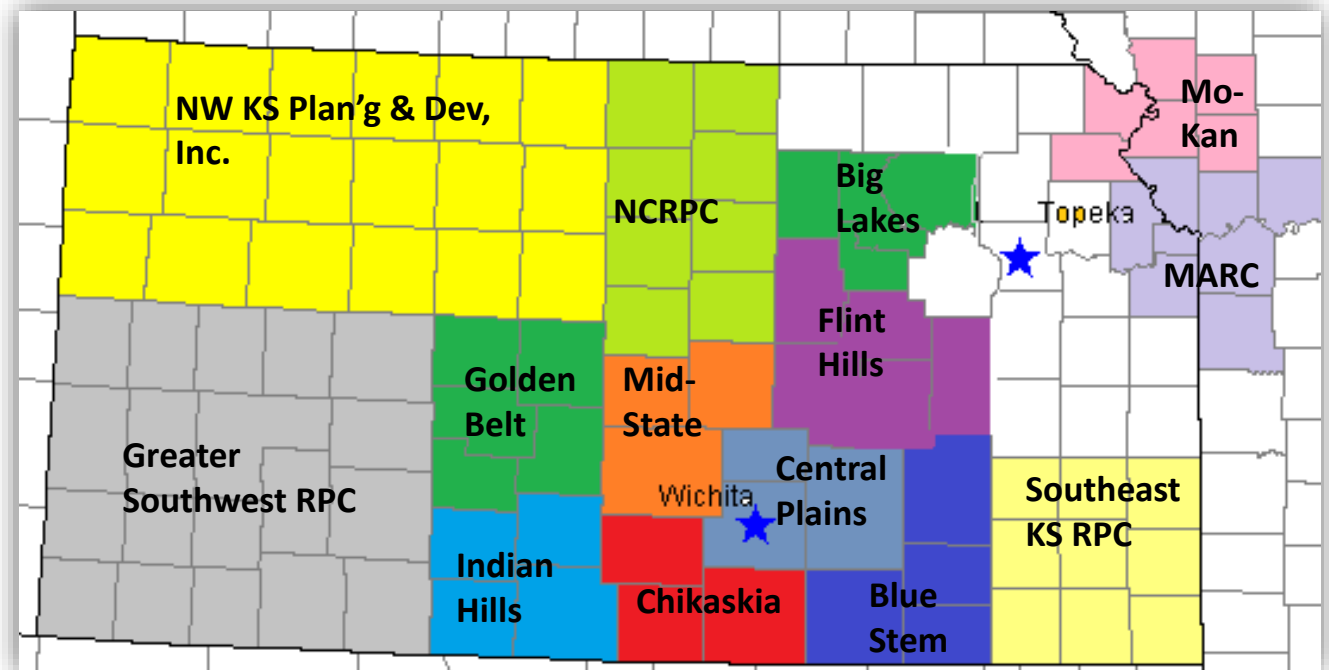 NW KS Plan'g & Dev,
Inc.
NCRPC
Big
Lakes
Topeka
Mo-
Kan
MARC
Flint
Hills
Golden
Belt
Mid-
State
Greater
Southwest RPC
Wichita
Central
Plains
Southeast
KS RPC
Indian
Hills
Chikaskia
Blue
Stem